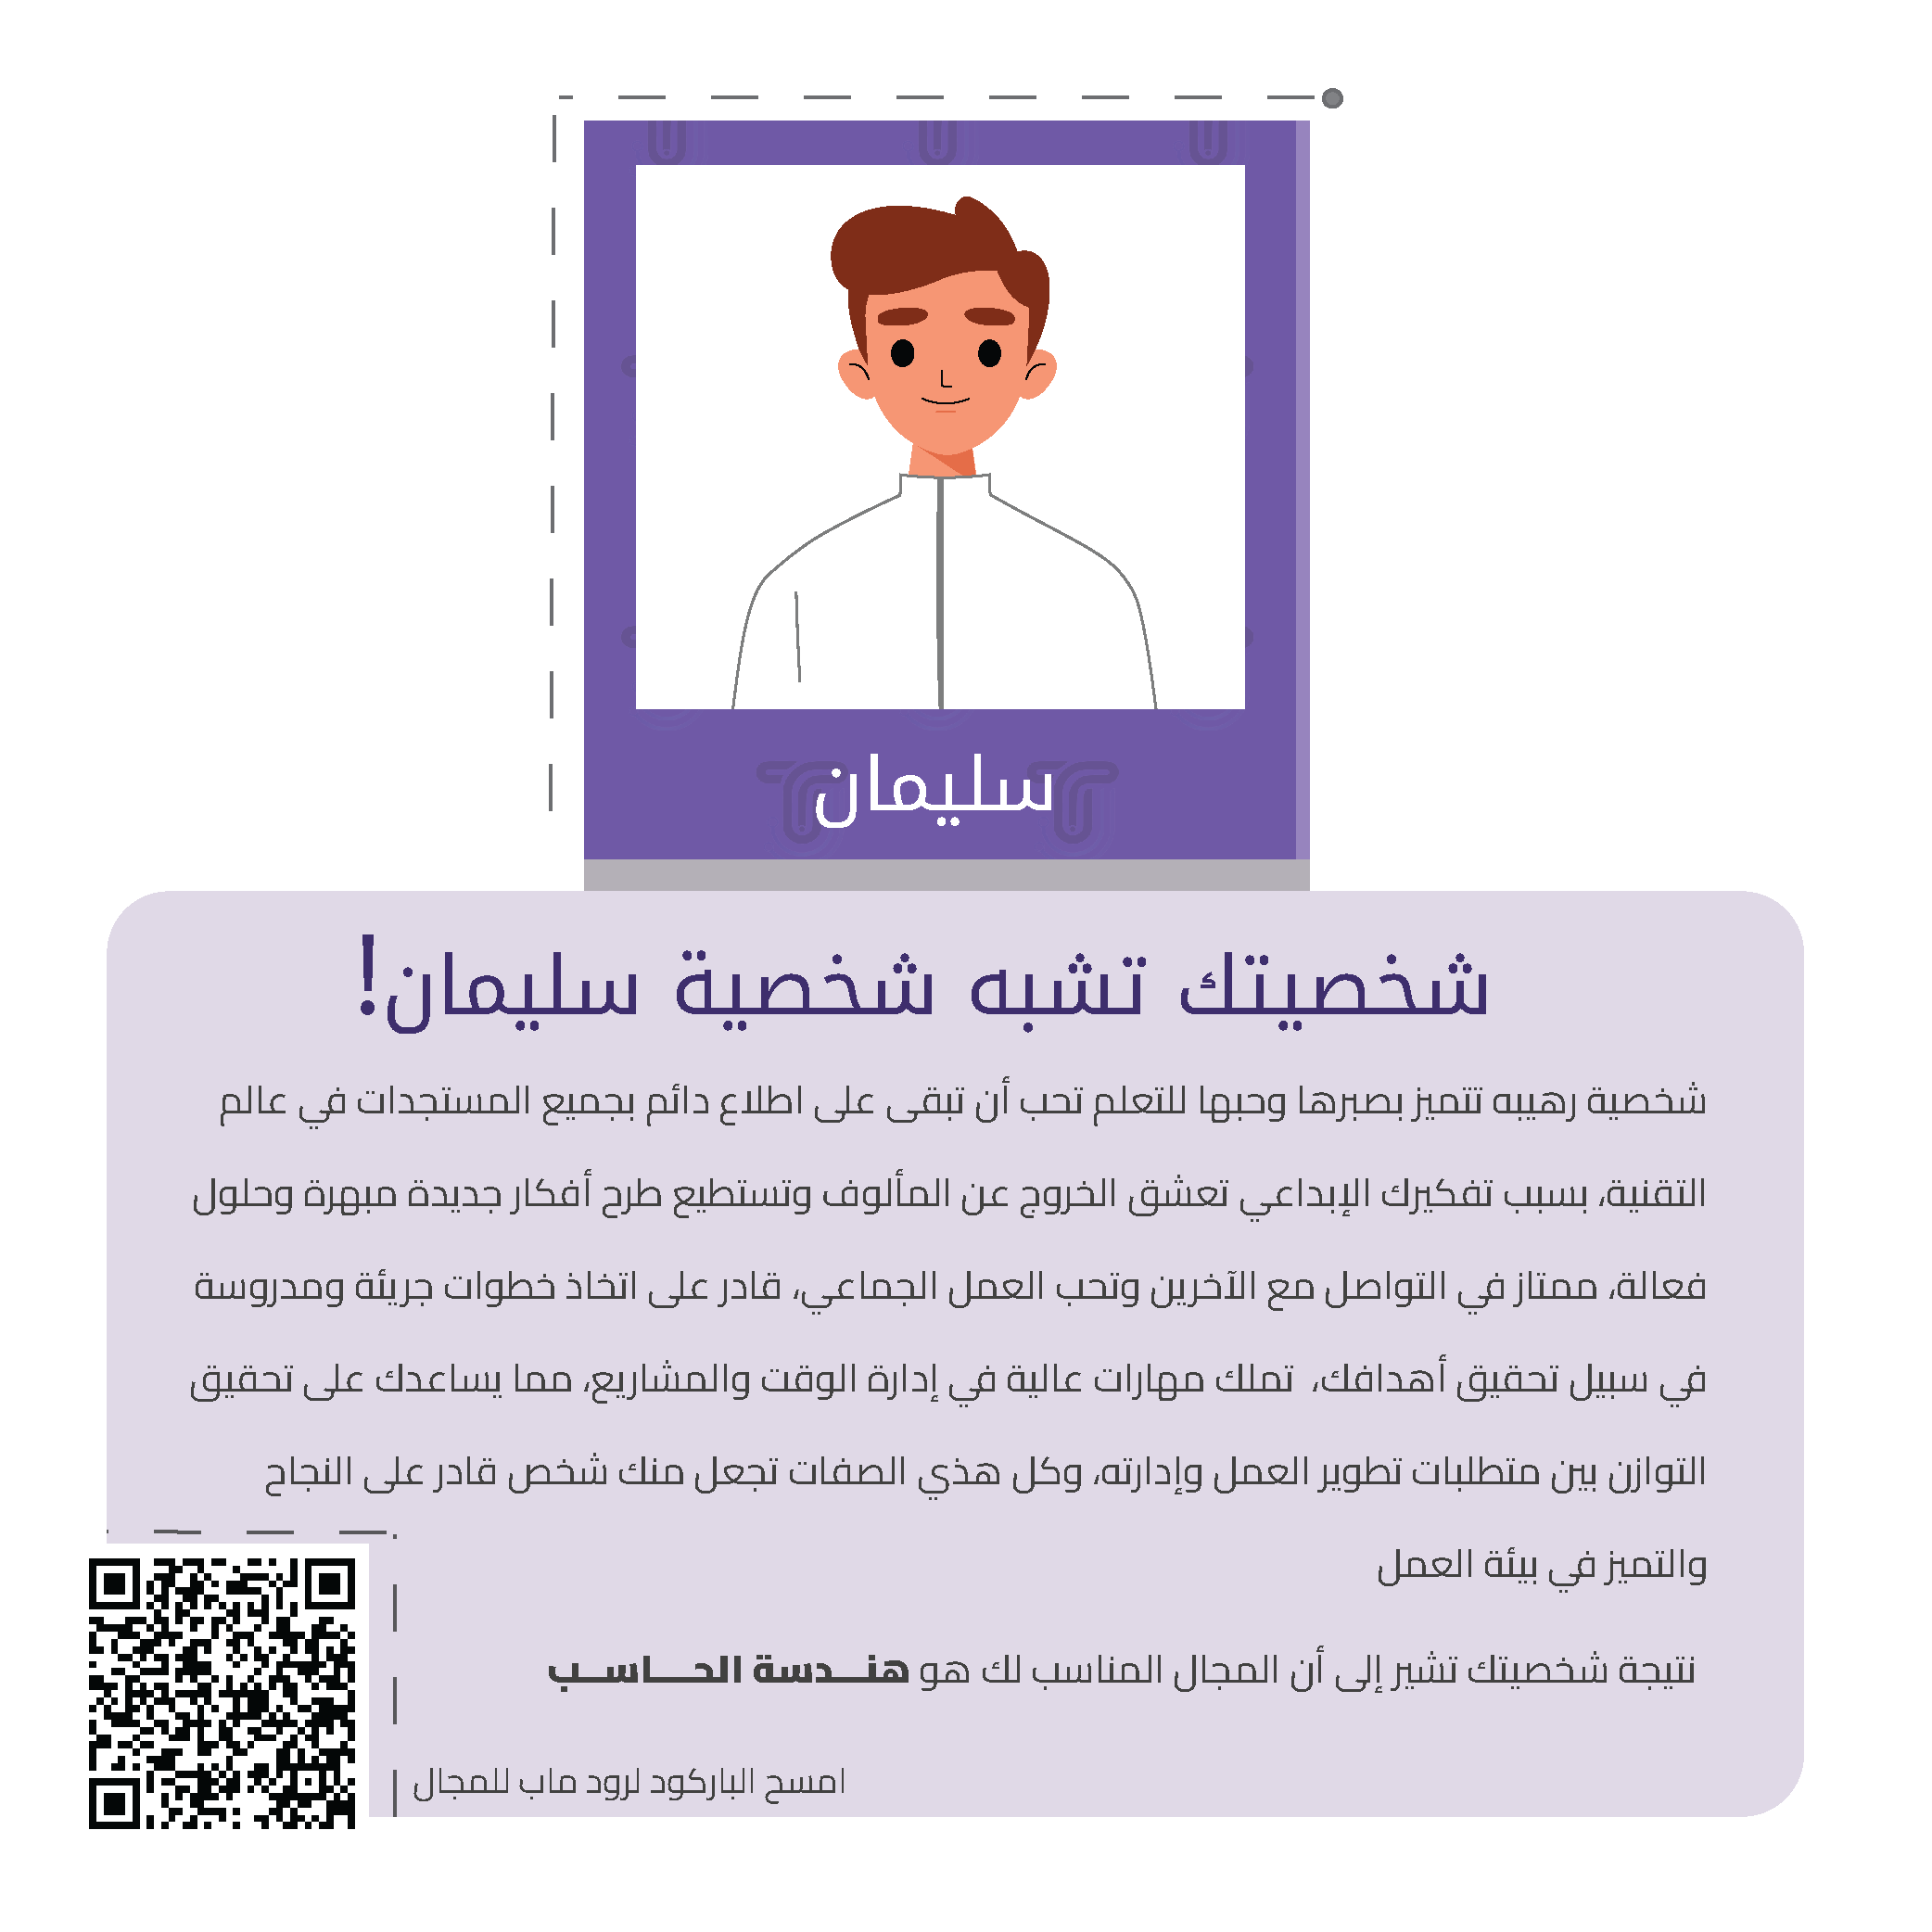 سليمان
شخصيتك تشبه شخصية سليمان!
شخصية رهيبه تتميز بصبرها وحبها للتعلم تحب أن تبقى على اطلاع دائم بجميع المستجدات في عالم
التقنية، بسبب تفكيرك الإبداعي تعشق الخروج عن المألوف وتستطيع طرح أفكار جديدة مبهرة وحلول
فعالة، ممتاز في التواصل مع الآخرين وتحب العمل الجماعي، قادر على اتخاذ خطوات جريئة ومدروسة
في سبيل تحقيق أهدافك، تملك مهارات عالية في إدارة الوقت والمشاريع، مما يساعدك على تحقيق
التوازن بين متطلبات تطوير العمل وإدارته، وكل هذي الصفات تجعل منك شخص قادر على النجاح
والتميز في بيئة العمل
نتيجة شخصيتك تشير إلى أن المجال المناسب لك هو هنـــدسة الحـــاســـب
امسح الباركود لرود ماب للمجال